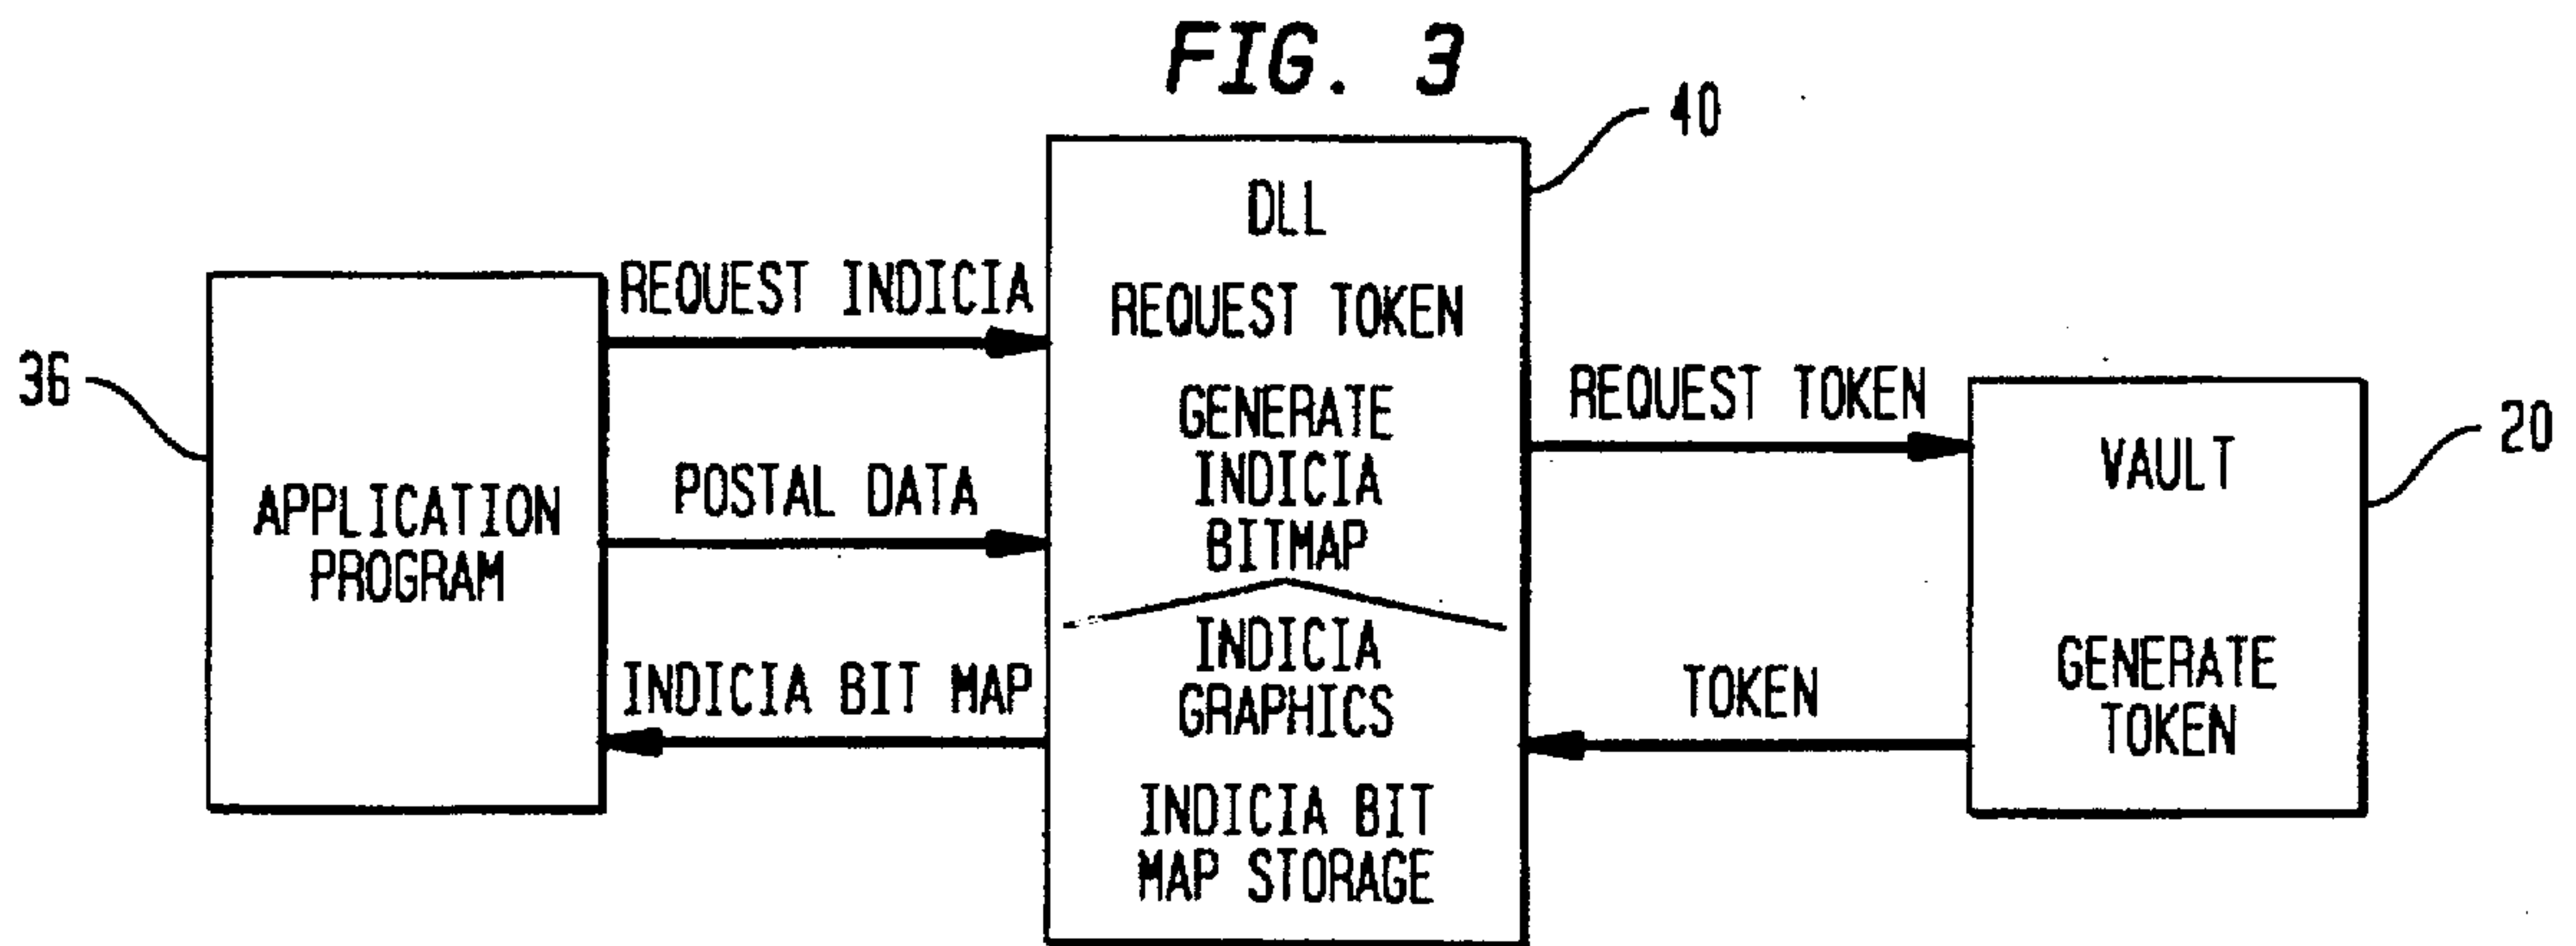 FIG. 3
40
DLL
REQUEST INDICIA
REQUEST TOKEN
36
GENERATE
INDICIA
BITMAP
REQUEST TOKEN
20
VAULT
POSTAL DATA
APPLICATION
PROGRAM
INDICIA
GRAPHICS
INDICIA BIT MAP
TOKEN
GENERATE
TOKEN
INDICIA BIT
MAP STORAGE